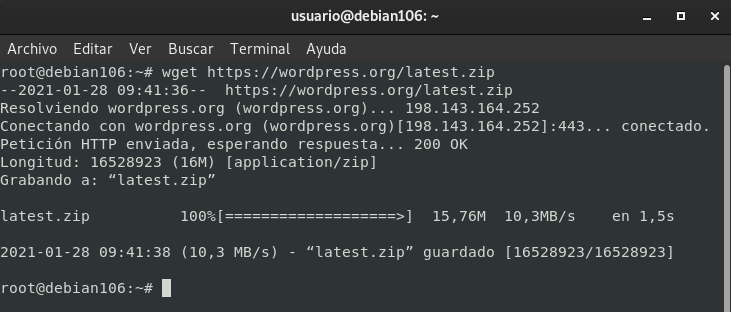 usuario@debian106: ~
Archivo Editar Ver Buscar Terminal Ayuda
root@debian106:~# wget https://wordpress.org/latest.zip
--2021-01-28 09:41:36--  https://wordpress.org/latest.zip
Resolviendo wordpress.org (wordpress.org)... 198.143.164.252
Conectando con wordpress.org (wordpress.org)[198.143.164.252]:443... conectado.
Petición HTTP enviada, esperando respuesta... 200 OK
Longitud: 16528923 (16M) [application/zip]
Grabando a: “latest.zip”
latest.zip          100%[===================>]  15,76M  10,3MB/s    en 1,5s
2021-01-28 09:41:38 (10,3 MB/s) - “latest.zip” guardado [16528923/16528923]
root@debian106:~#